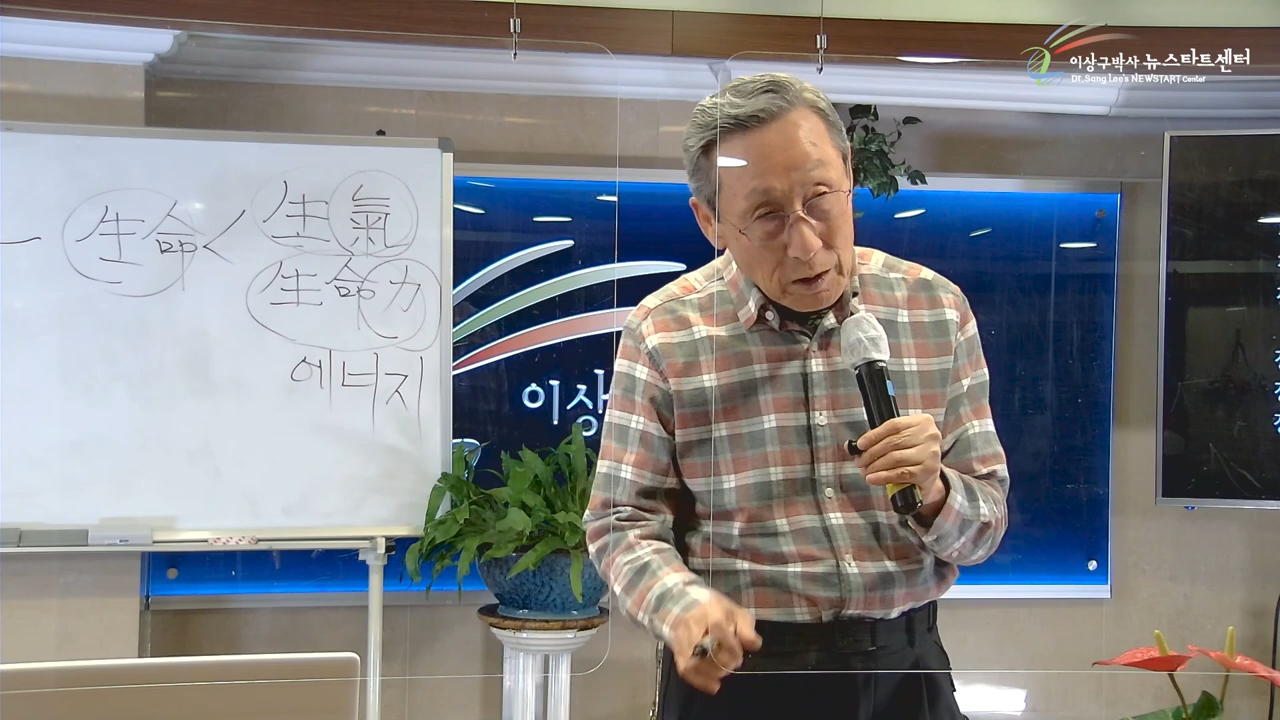 이상구박사 뉴스타트센터
Dr. Sang Lee's NEWSTART Center
生命 < 生氣
生命力
에너지
이상